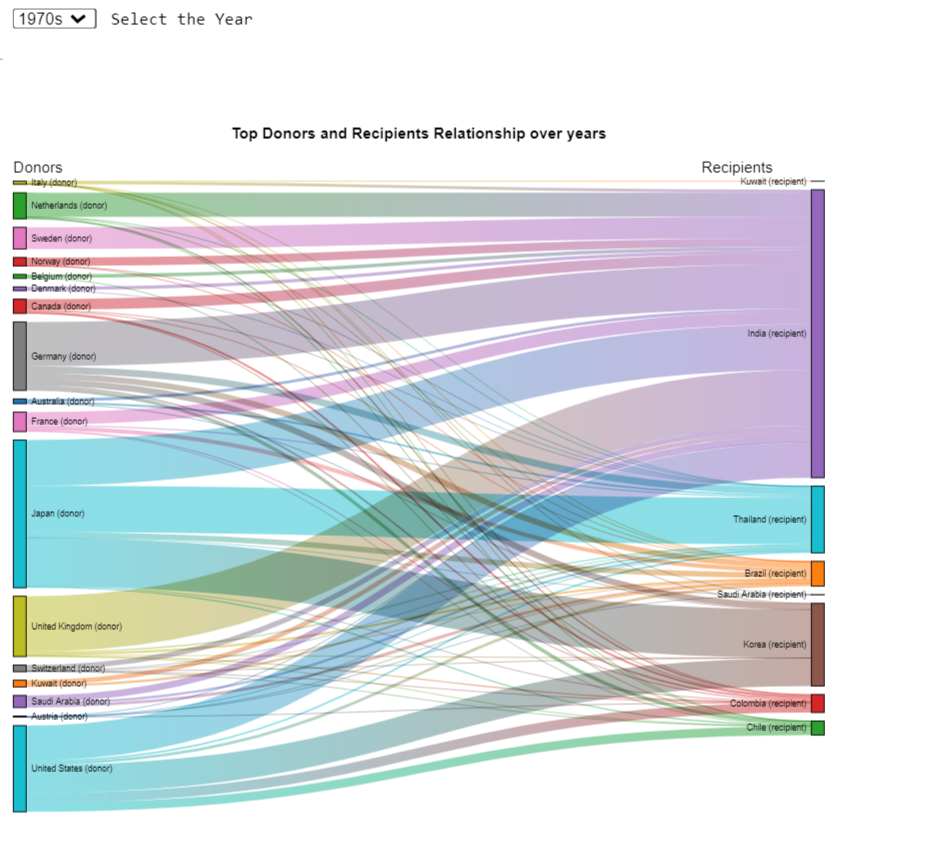 1970s Select the Year
Top Donors and Recipients Relationship over years
Donors
Recipients
Italy (donor)
Kuwait (recipient)
Netherlands (donor)
Sweden (donor)
Norway (donor)
Belgium (donor)
Denmark (donor)
Canada (donor)
India (recipient)
Germany (donor)
Australia (donor)
France (donor)
Japan (donor)
Thailand (recipient)
Brazil (recipient)
Saudi Arabia (recipient)
United Kingdom (donor)
Korea (recipient)
Switzerland (donor)
Kuwait (donor)
Saudi Arabia (donor)
Colombia (recipient)
Austria (donor)
Chile (recipient)
United States (donor)